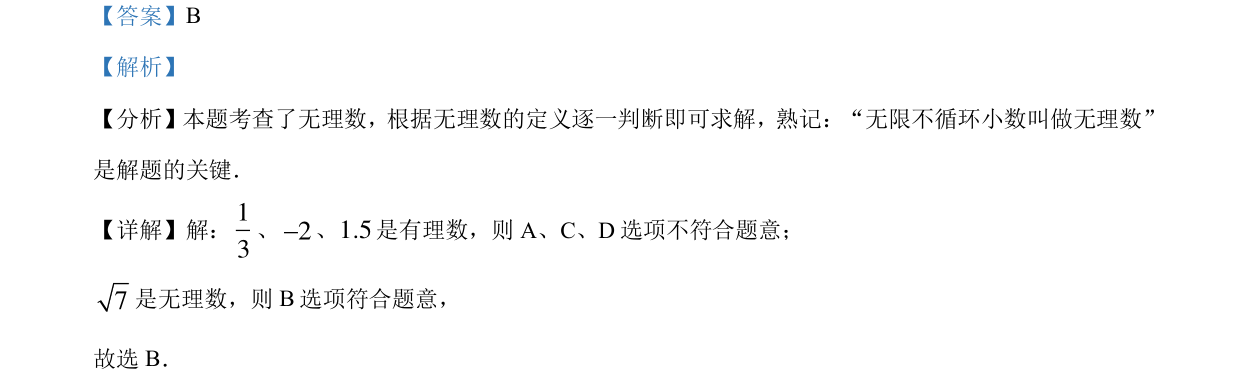 【答案】B
【解析】
【分析】本题考查了无理数，根据无理数的定义逐一判断即可求解，熟记：“无限不循环小数叫做无理数”
是解题的关键．
【详解】解：1/3、−2、1.5是有理数，则 A、C、D 选项不符合题意；
√7 是无理数，则 B 选项符合题意，
故选 B．